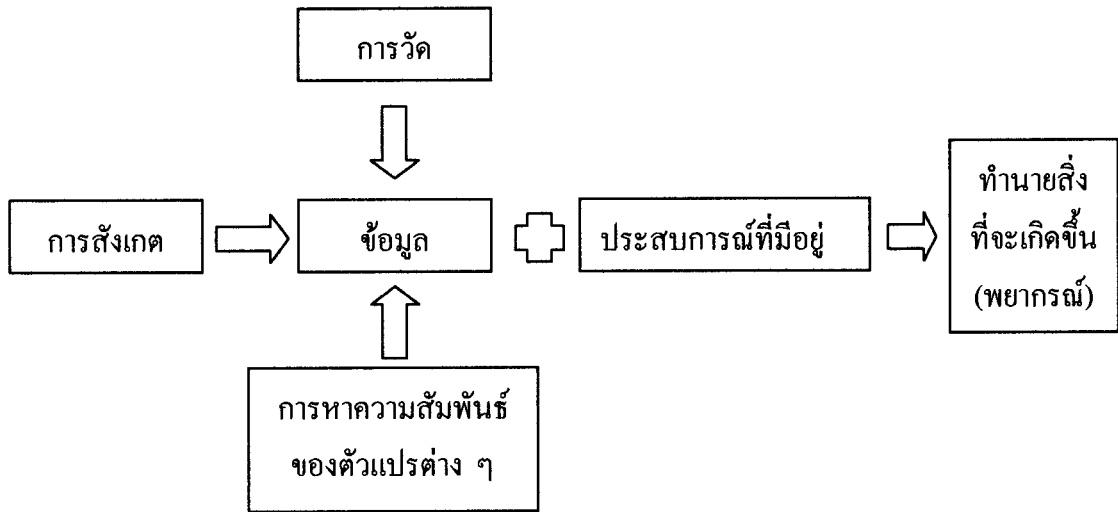 การวัด
การสังเกต
ข้อมูล
ประสบการณ์ที่มีอยู่
ทำนายสิ่ง
ที่จะเกิดขึ้น
(พยากรณ์)
การหาความสัมพันธ์
ของตัวแปรต่าง ๆ